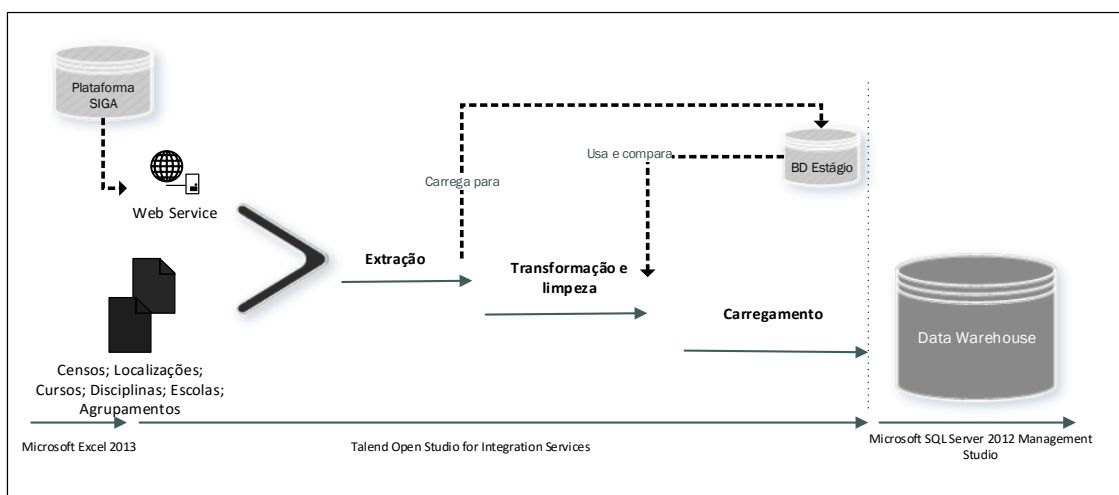 Plataforma
SIGA
Web Service
Censos; Localizações;
Cursos; Disciplinas; Escolas;
Agrupamentos
Extração
Carrega para
Usa e compara
BD Estágio
Transformação e
limpeza
Carregamento
Data Warehouse
Microsoft Excel 2013
Talend Open Studio for Integration Services
Microsoft SQL Server 2012 Management
Studio